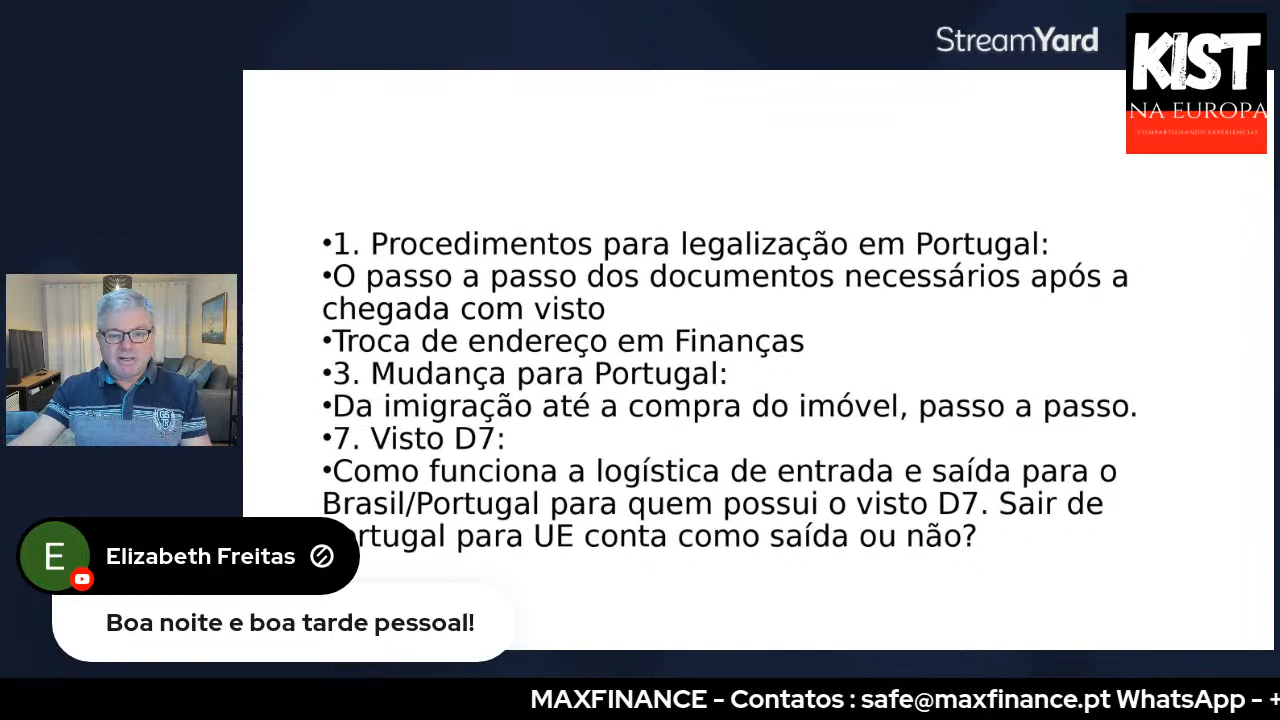 StreamYard
KIST
NA EUROPA
COMPARTILHANDO EXPERIÊNCIAS
•1. Procedimentos para legalização em Portugal:
•O passo a passo dos documentos necessários após a
chegada com visto
•Troca de endereço em Finanças
•3. Mudança para Portugal:
•Da imigração até a compra do imóvel, passo a passo.
•7. Visto D7:
•Como funciona a logística de entrada e saída para o
Brasil/Portugal para quem possui o visto D7. Sair de
ortugal para UE conta como saída ou não?
E
Elizabeth Freitas
Boa noite e boa tarde pessoal!
MAXFINANCE - Contatos : safe@maxfinance.pt WhatsApp - +